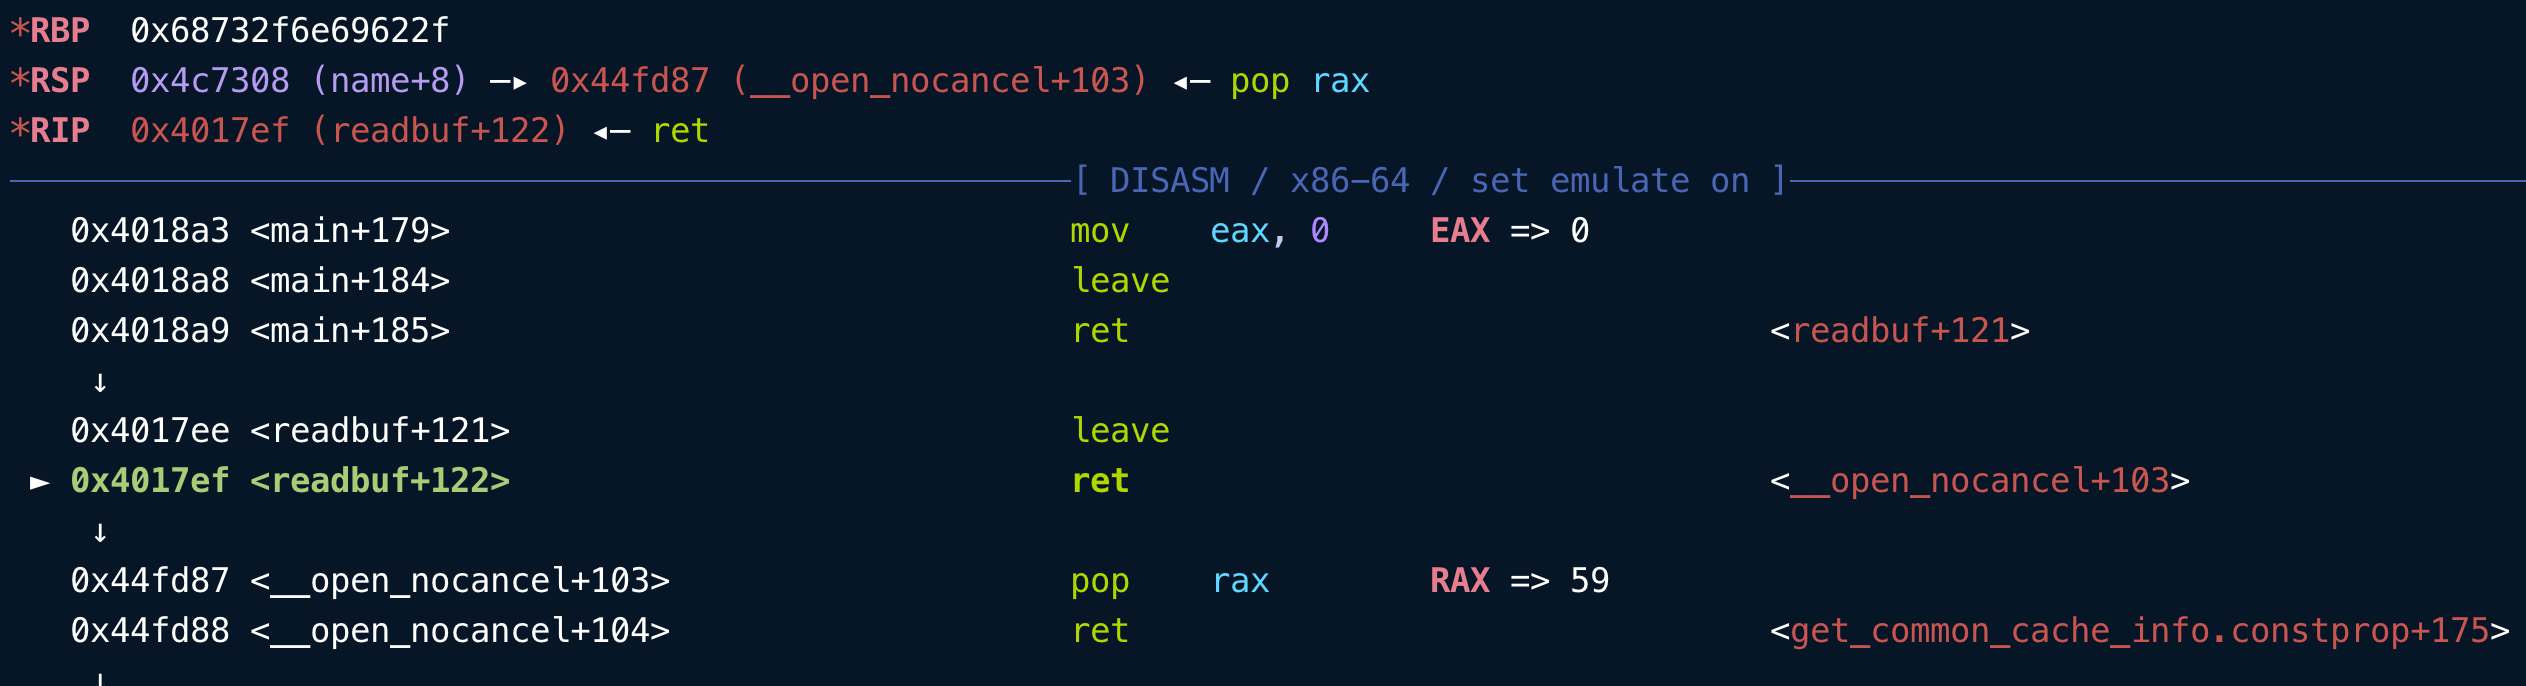 *RBP 0x68732f6e69622f
*RSP 0x4c7308 (name+8) —▸ 0x44fd87 (__open_nocancel+103) ◂— pop rax
*RIP 0x4017ef (readbuf+122) ◂— ret
[ DISASM / x86-64 / set emulate on ]
0x4018a3 <main+179> mov eax, 0 EAX => 0
0x4018a8 <main+184> leave
0x4018a9 <main+185> ret <readbuf+121>
↓
0x4017ee <readbuf+121> leave
► 0x4017ef <readbuf+122> ret <__open_nocancel+103>
↓
0x44fd87 <__open_nocancel+103> pop rax RAX => 59
0x44fd88 <__open_nocancel+104> ret <get_common_cache_info.constprop+175>
↓